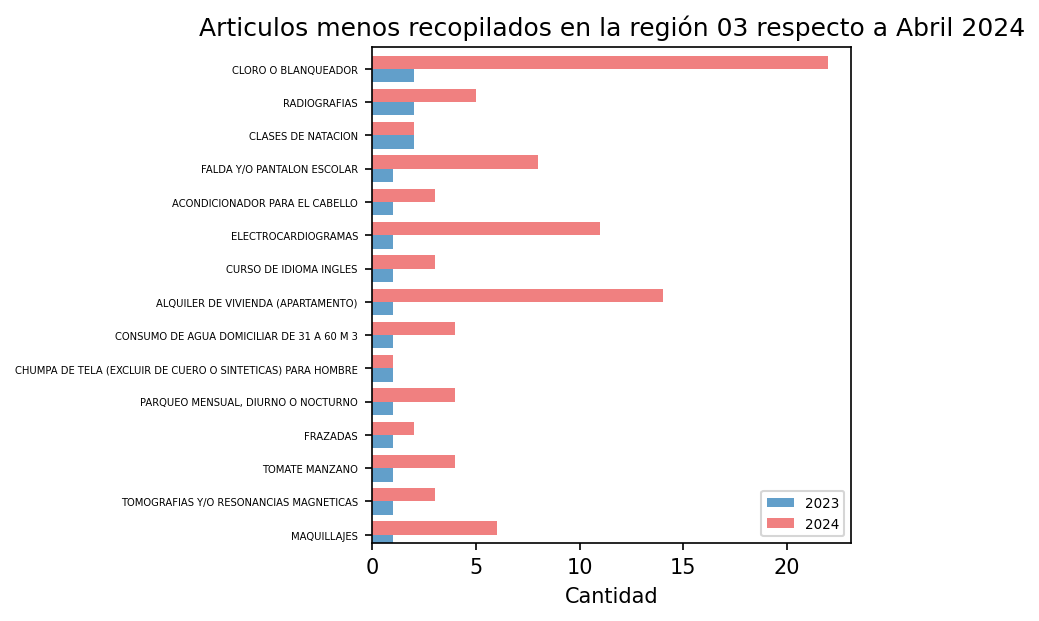 Articulos menos recopilados en la región 03 respecto a Abril 2024
CLORO O BLANQUEADOR
RADIOGRAFIAS
CLASES DE NATACION
FALDA Y/O PANTALON ESCOLAR
ACONDICIONADOR PARA EL CABELLO
ELECTROCARDIOGRAMAS
CURSO DE IDIOMA INGLES
ALQUILER DE VIVIENDA (APARTAMENTO)
CONSUMO DE AGUA DOMICILIAR DE 31 A 60 M 3
CHUMPA DE TELA (EXCLUIR DE CUERO O SINTETICAS) PARA HOMBRE
PARQUEO MENSUAL, DIURNO O NOCTURNO
FRAZADAS
TOMATE MANZANO
TOMOGRAFIAS Y/O RESONANCIAS MAGNETICAS
MAQUILLAJES
2023
2024
0 5 10 15 20
Cantidad